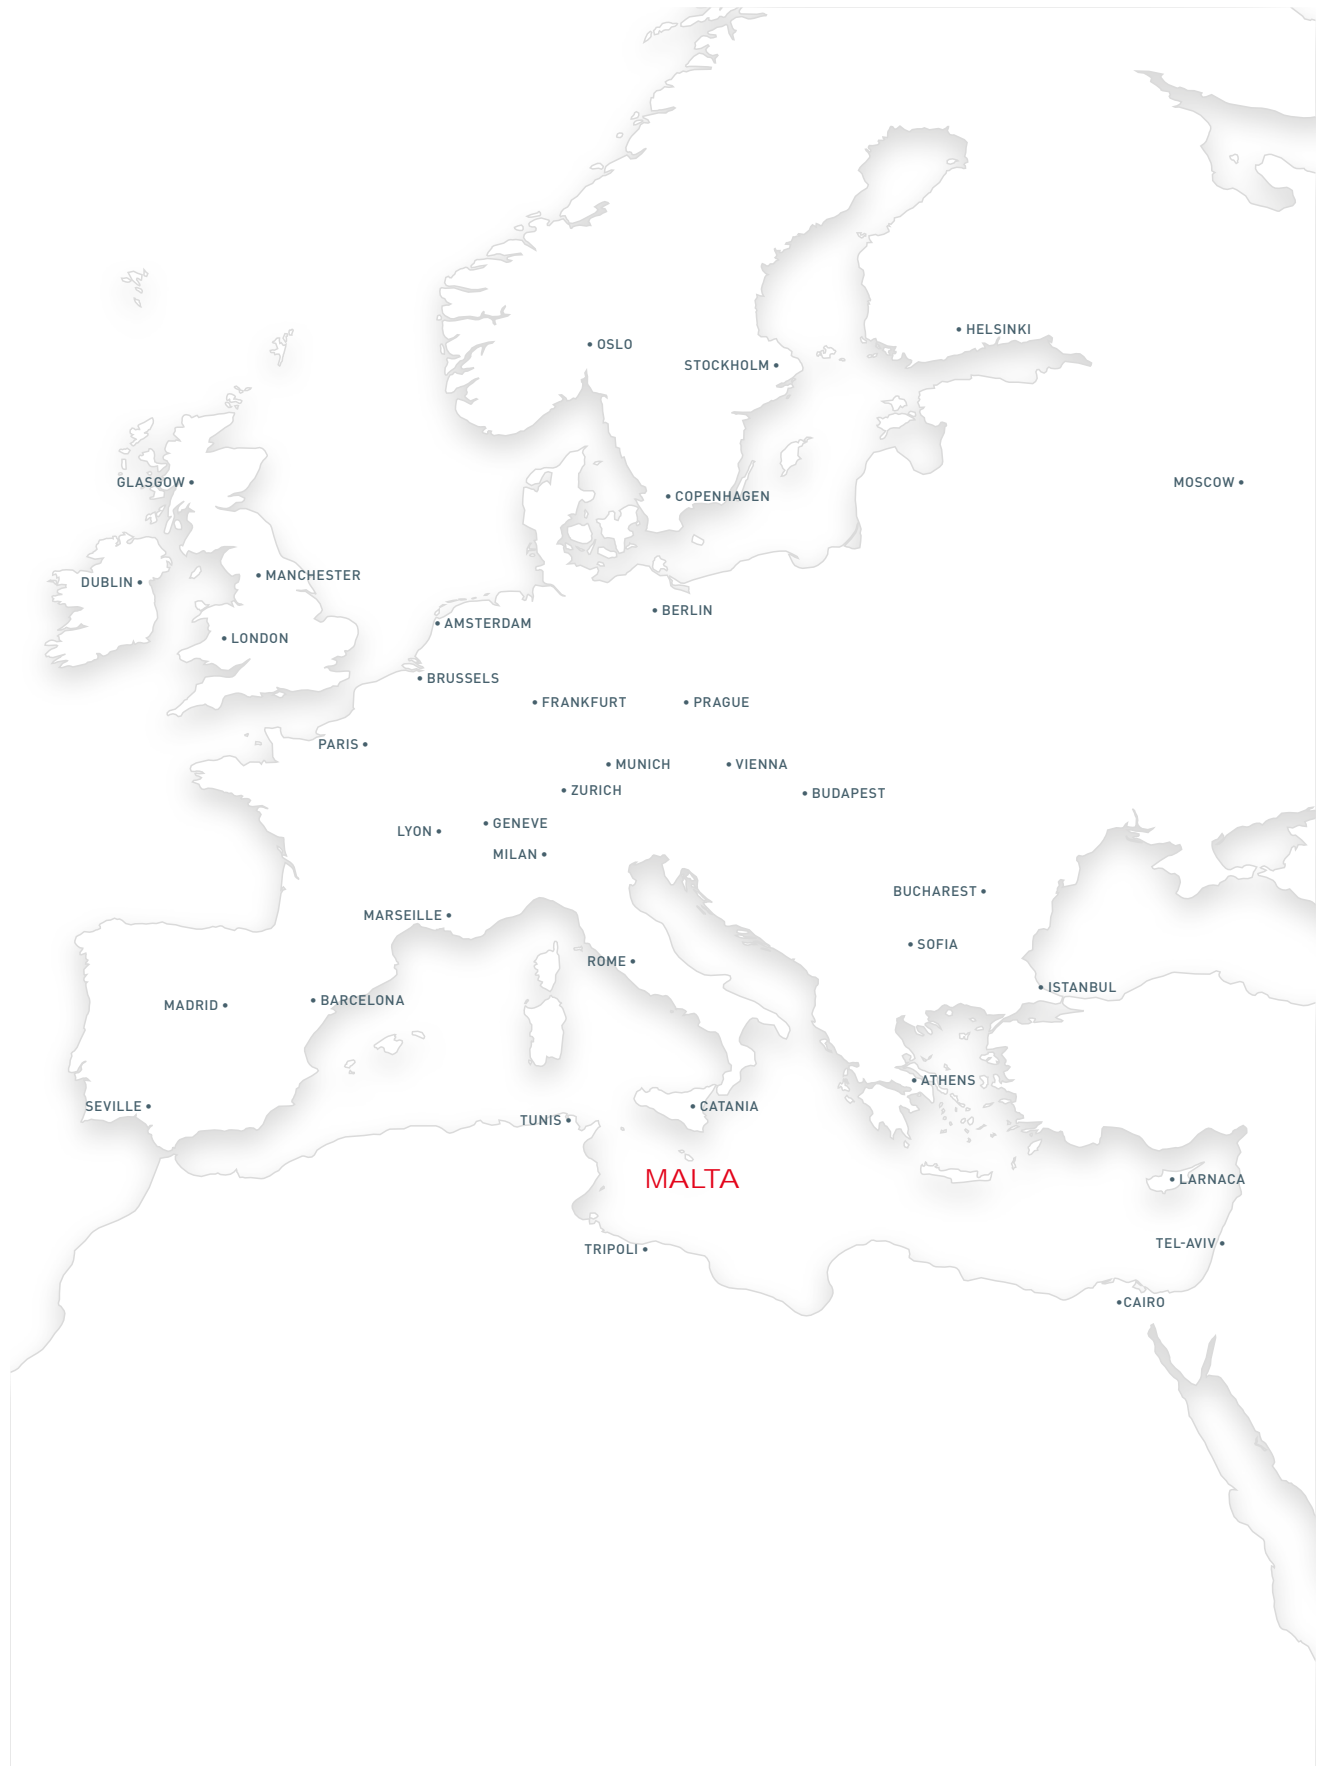 HELSINKI
OSLO
STOCKHOLM
GLASGOW
MOSCOW
COPENHAGEN
MANCHESTER
DUBLIN
BERLIN
AMSTERDAM
LONDON
BRUSSELS
FRANKFURT
PRAGUE
PARIS
MUNICH
VIENNA
ZURICH
BUDAPEST
GENEVE
LYON
MILAN
BUCHAREST
MARSEILLE
SOFIA
ROME
ISTANBUL
BARCELONA
MADRID
ATHENS
SEVILLE
CATANIA
TUNIS
MALTA
LARNACA
TEL-AVIV
TRIPOLI
CAIRO